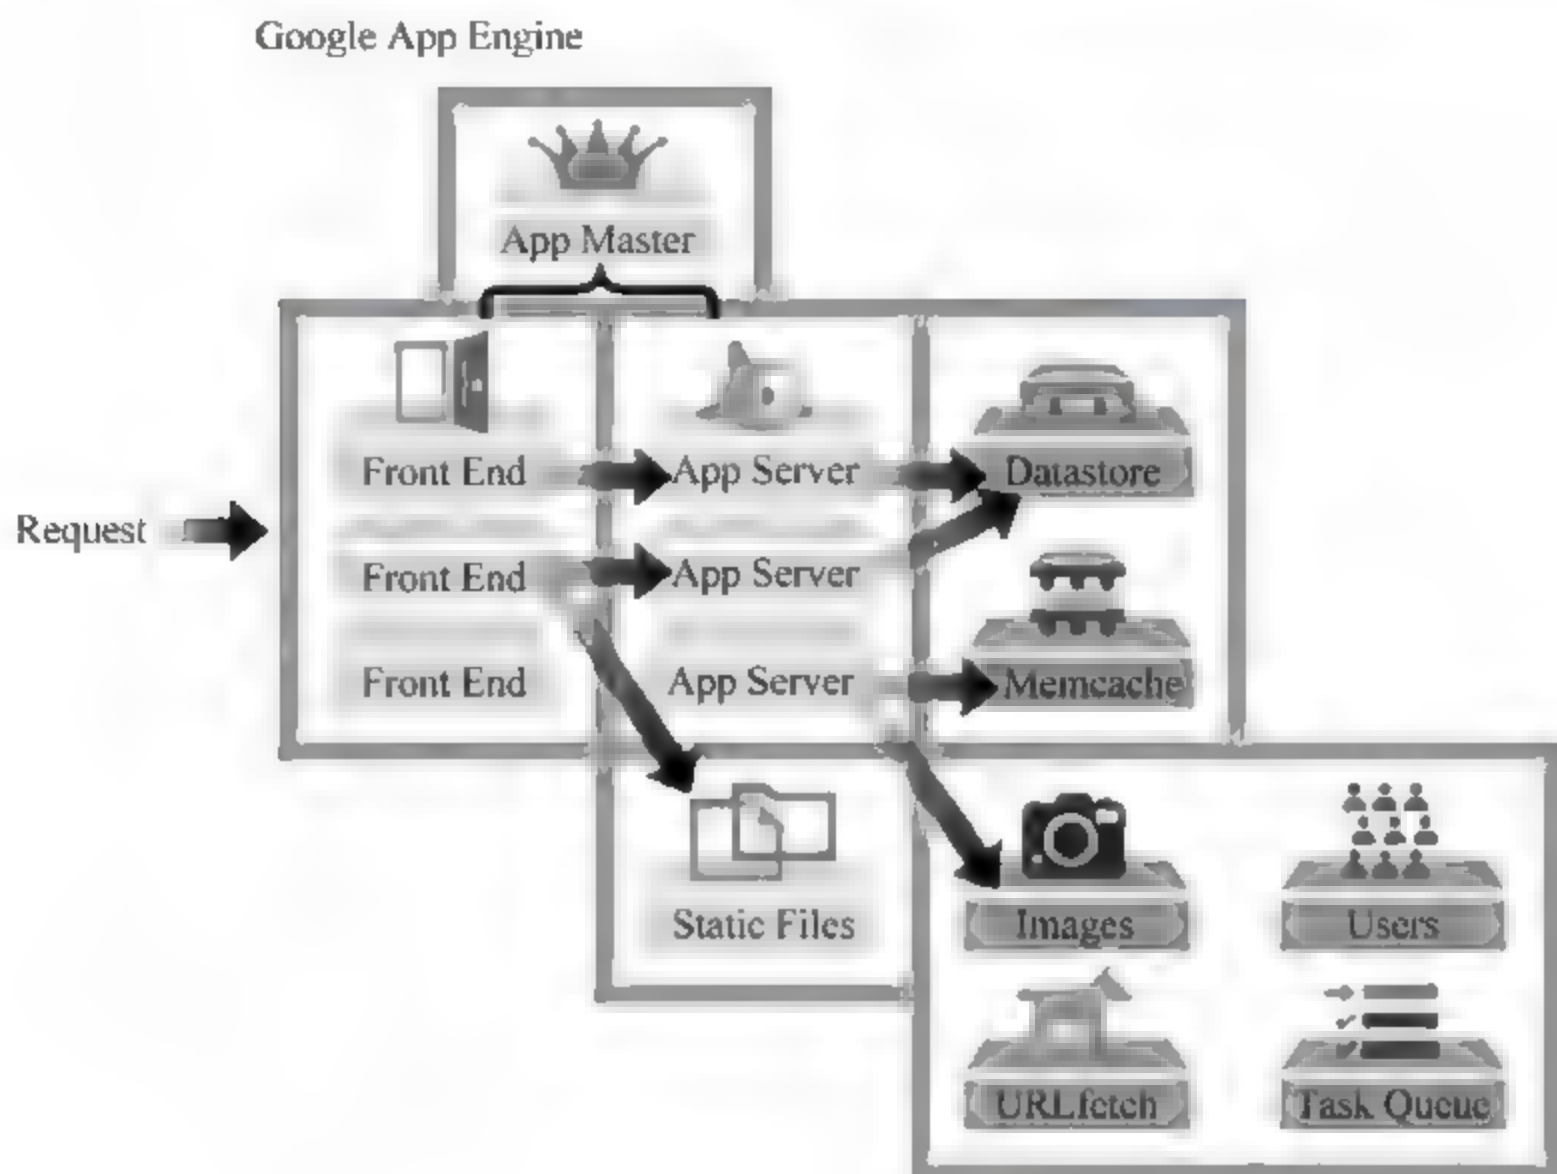 Google App Engine
App Master
Front End
App Server
Datastore
Request
Front End
App Server
Front End
App Server
Memcache
Static Files
Images
Users
URLfetch
Task Queue